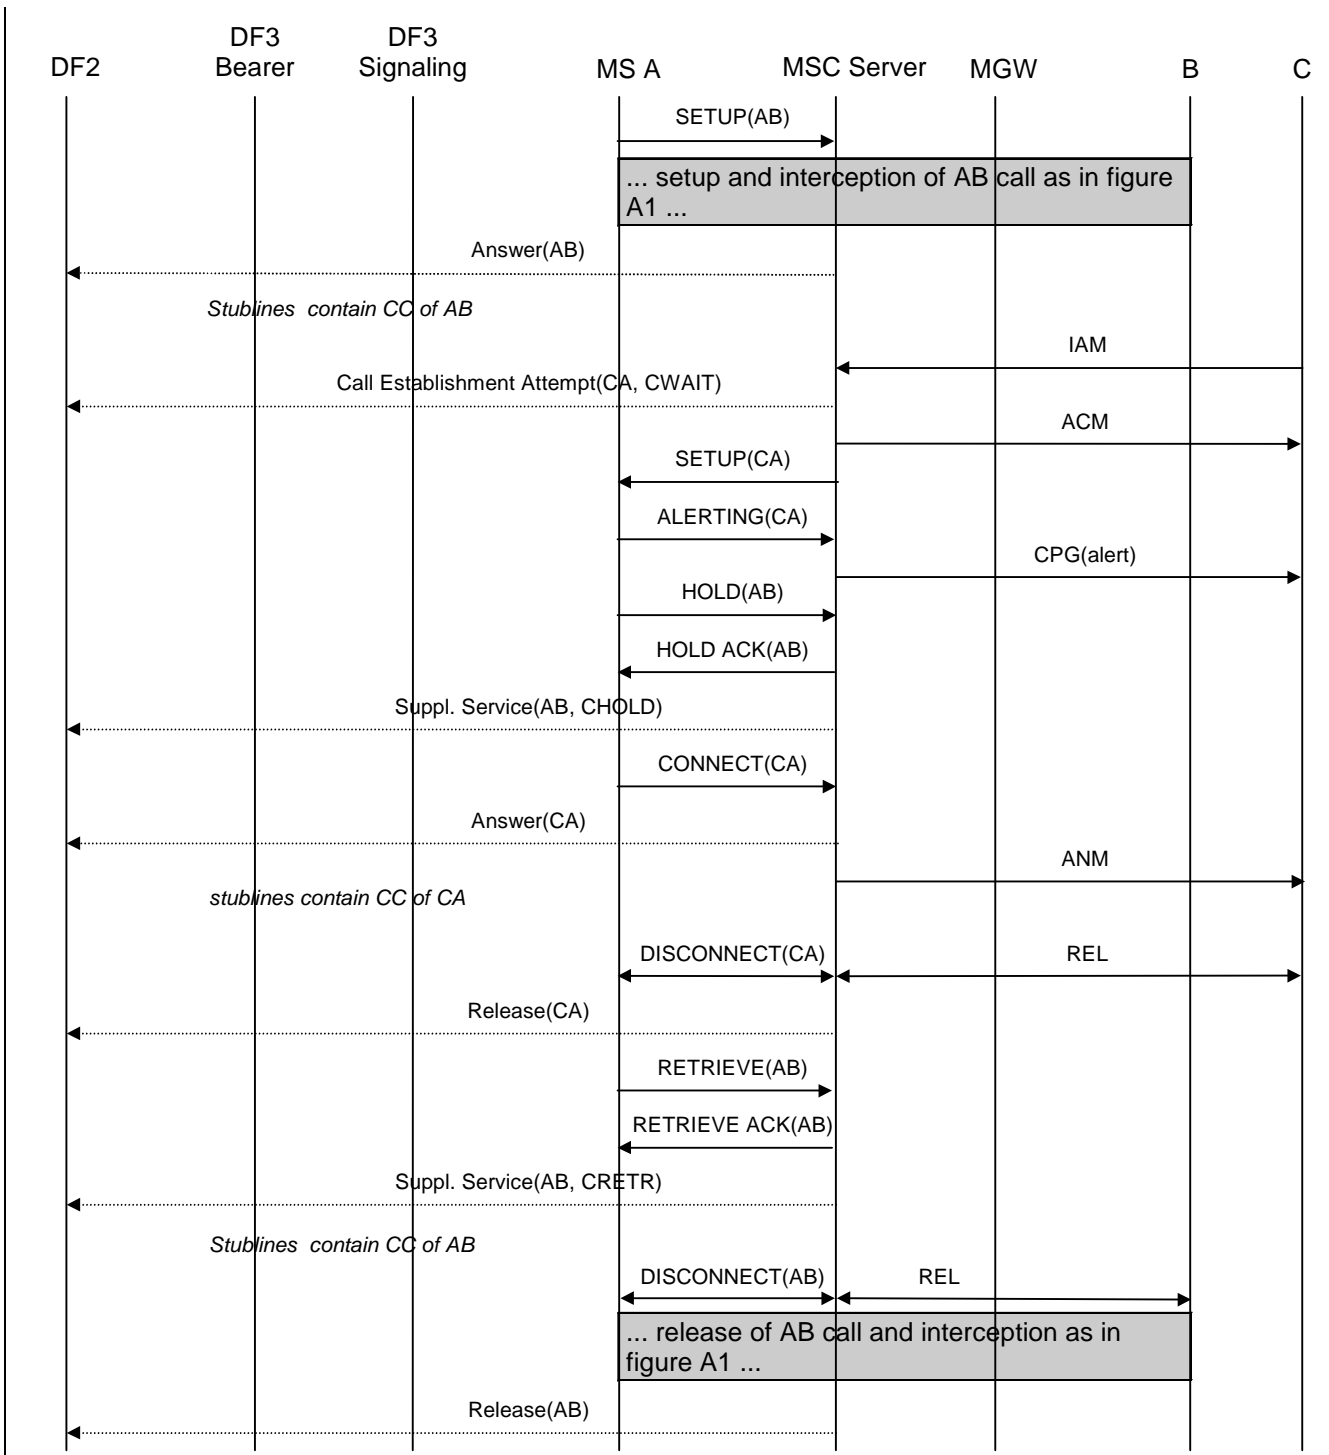 DF2
DF3
Bearer
DF3
Signaling
MS A
MSC Server
MGW
B
C
SETUP(AB)
... setup and interception of AB call as in figure
A1 ...
Answer(AB)
Stublines contain CC of AB
IAM
Call Establishment Attempt(CA, CWAIT)
ACM
SETUP(CA)
ALERTING(CA)
CPG(alert)
HOLD(AB)
HOLD ACK(AB)
Suppl. Service(AB, CHOLD)
CONNECT(CA)
Answer(CA)
ANM
stublines contain CC of CA
DISCONNECT(CA)
REL
Release(CA)
RETRIEVE(AB)
RETRIEVE ACK(AB)
Suppl. Service(AB, CRETR)
Stublines contain CC of AB
DISCONNECT(AB)
REL
... release of AB call and interception as in
figure A1 ...
Release(AB)